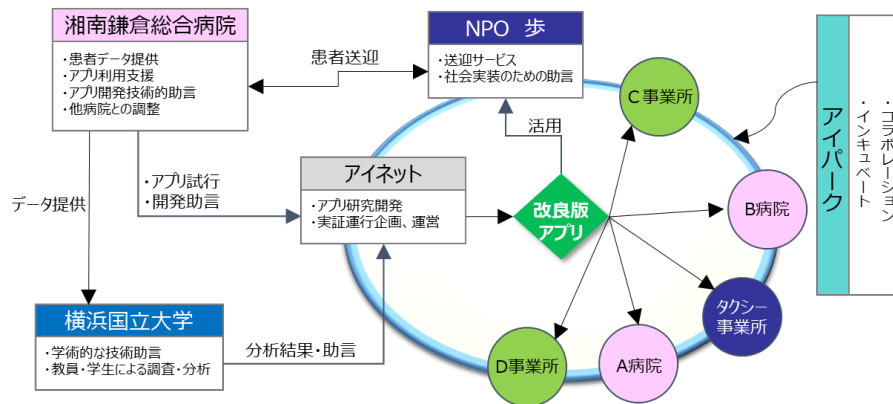 湘南鎌倉総合病院
・患者データ提供
・アプリ利用支援
・アプリ開発技術的助言
・他病院との調整
患者送迎
NPO 歩
・送迎サービス
・社会実装のための助言
C事業所
アイパーク
・コラボレーション
・インキュベート
活用
データ提供
・アプリ試行
・開発助言
アイネット
・アプリ研究開発
・実証運行企画、運営
改良版
アプリ
B病院
タクシー
事業所
A病院
D事業所
横浜国立大学
・学術的な技術助言
・教員・学生による調査・分析
分析結果・助言